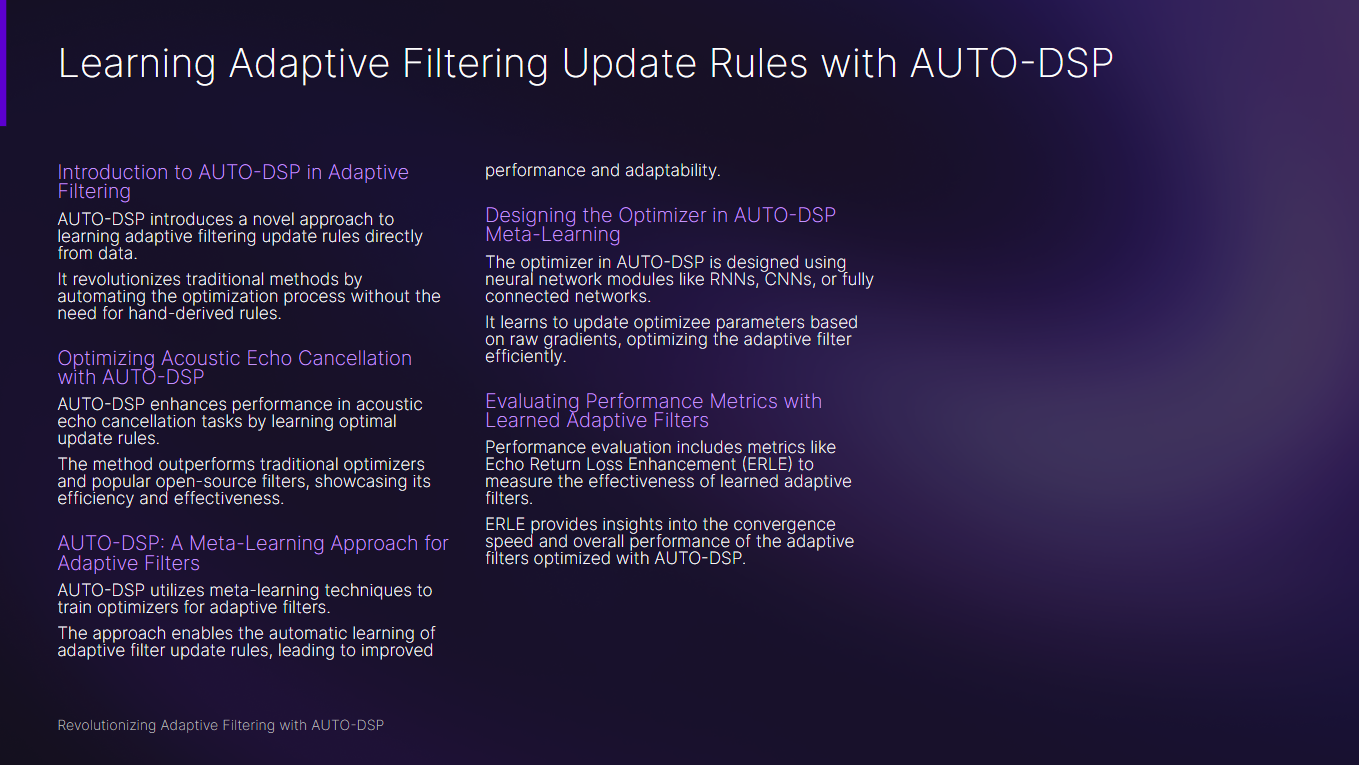 Learning Adaptive Filtering Update Rules with AUTO-DSP
Introduction to AUTO-DSP in Adaptive
Filtering
AUTO-DSP introduces a novel approach to
learning adaptive filtering update rules directly
from data.
It revolutionizes traditional methods by
automating the optimization process without the
need for hand-derived rules.
Optimizing Acoustic Echo Cancellation
with AUTO-DSP
AUTO-DSP enhances performance in acoustic
echo cancellation tasks by learning optimal
update rules.
The method outperforms traditional optimizers
and popular open-source filters, showcasing its
efficiency and effectiveness.
AUTO-DSP: A Meta-Learning Approach for
Adaptive Filters
AUTO-DSP utilizes meta-learning techniques to
train optimizers for adaptive filters.
The approach enables the automatic learning of
adaptive filter update rules, leading to improved
performance and adaptability.
Designing the Optimizer in AUTO-DSP
Meta-Learning
The optimizer in AUTO-DSP is designed using
neural network modules like RNNs, CNNs, or fully
connected networks.
It learns to update optimizee parameters based
on raw gradients, optimizing the adaptive filter
efficiently.
Evaluating Performance Metrics with
Learned Adaptive Filters
Performance evaluation includes metrics like
Echo Return Loss Enhancement (ERLE) to
measure the effectiveness of learned adaptive
filters.
ERLE provides insights into the convergence
speed and overall performance of the adaptive
filters optimized with AUTO-DSP.
Revolutionizing Adaptive Filtering with AUTO-DSP